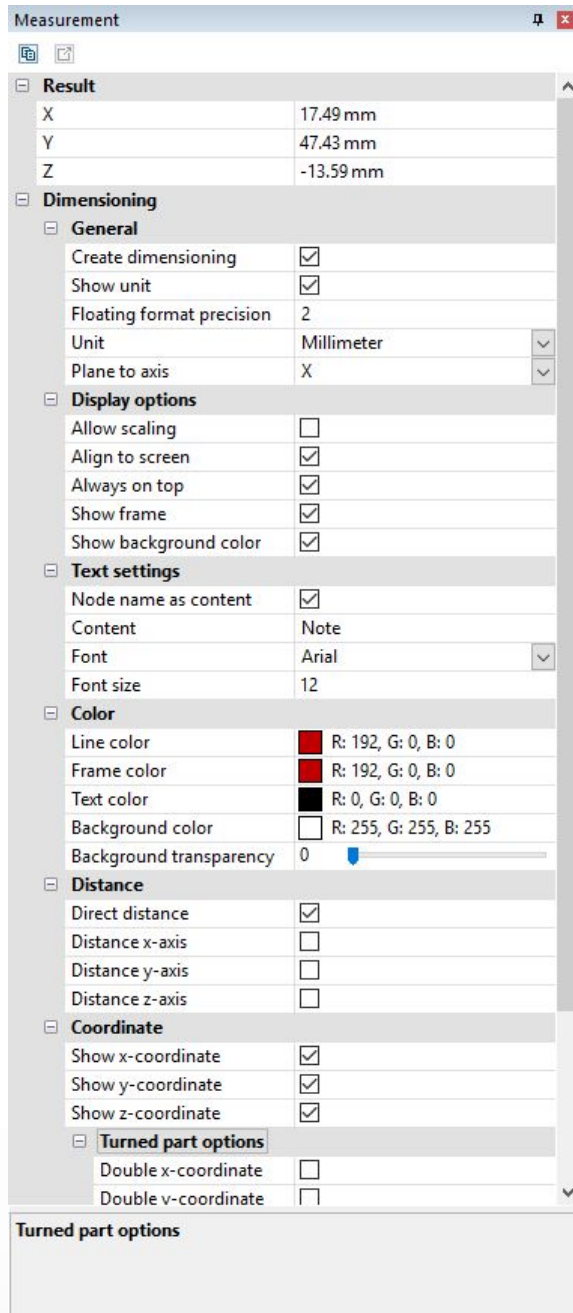 Measurement
Result
X 17.49 mm
Y 47.43 mm
Z -13.59 mm
Dimensioning
General
Create dimensioning
Show unit
Floating format precision 2
Unit Millimeter
Plane to axis X
Display options
Allow scaling
Align to screen
Always on top
Show frame
Show background color
Text settings
Node name as content
Content Note
Font Arial
Font size 12
Color
Line color R: 192, G: 0, B: 0
Frame color R: 192, G: 0, B: 0
Text color R: 0, G: 0, B: 0
Background color R: 255, G: 255, B: 255
Background transparency 0
Distance
Direct distance
Distance x-axis
Distance y-axis
Distance z-axis
Coordinate
Show x-coordinate
Show y-coordinate
Show z-coordinate
Turned part options
Double x-coordinate
Double y-coordinate
Turned part options